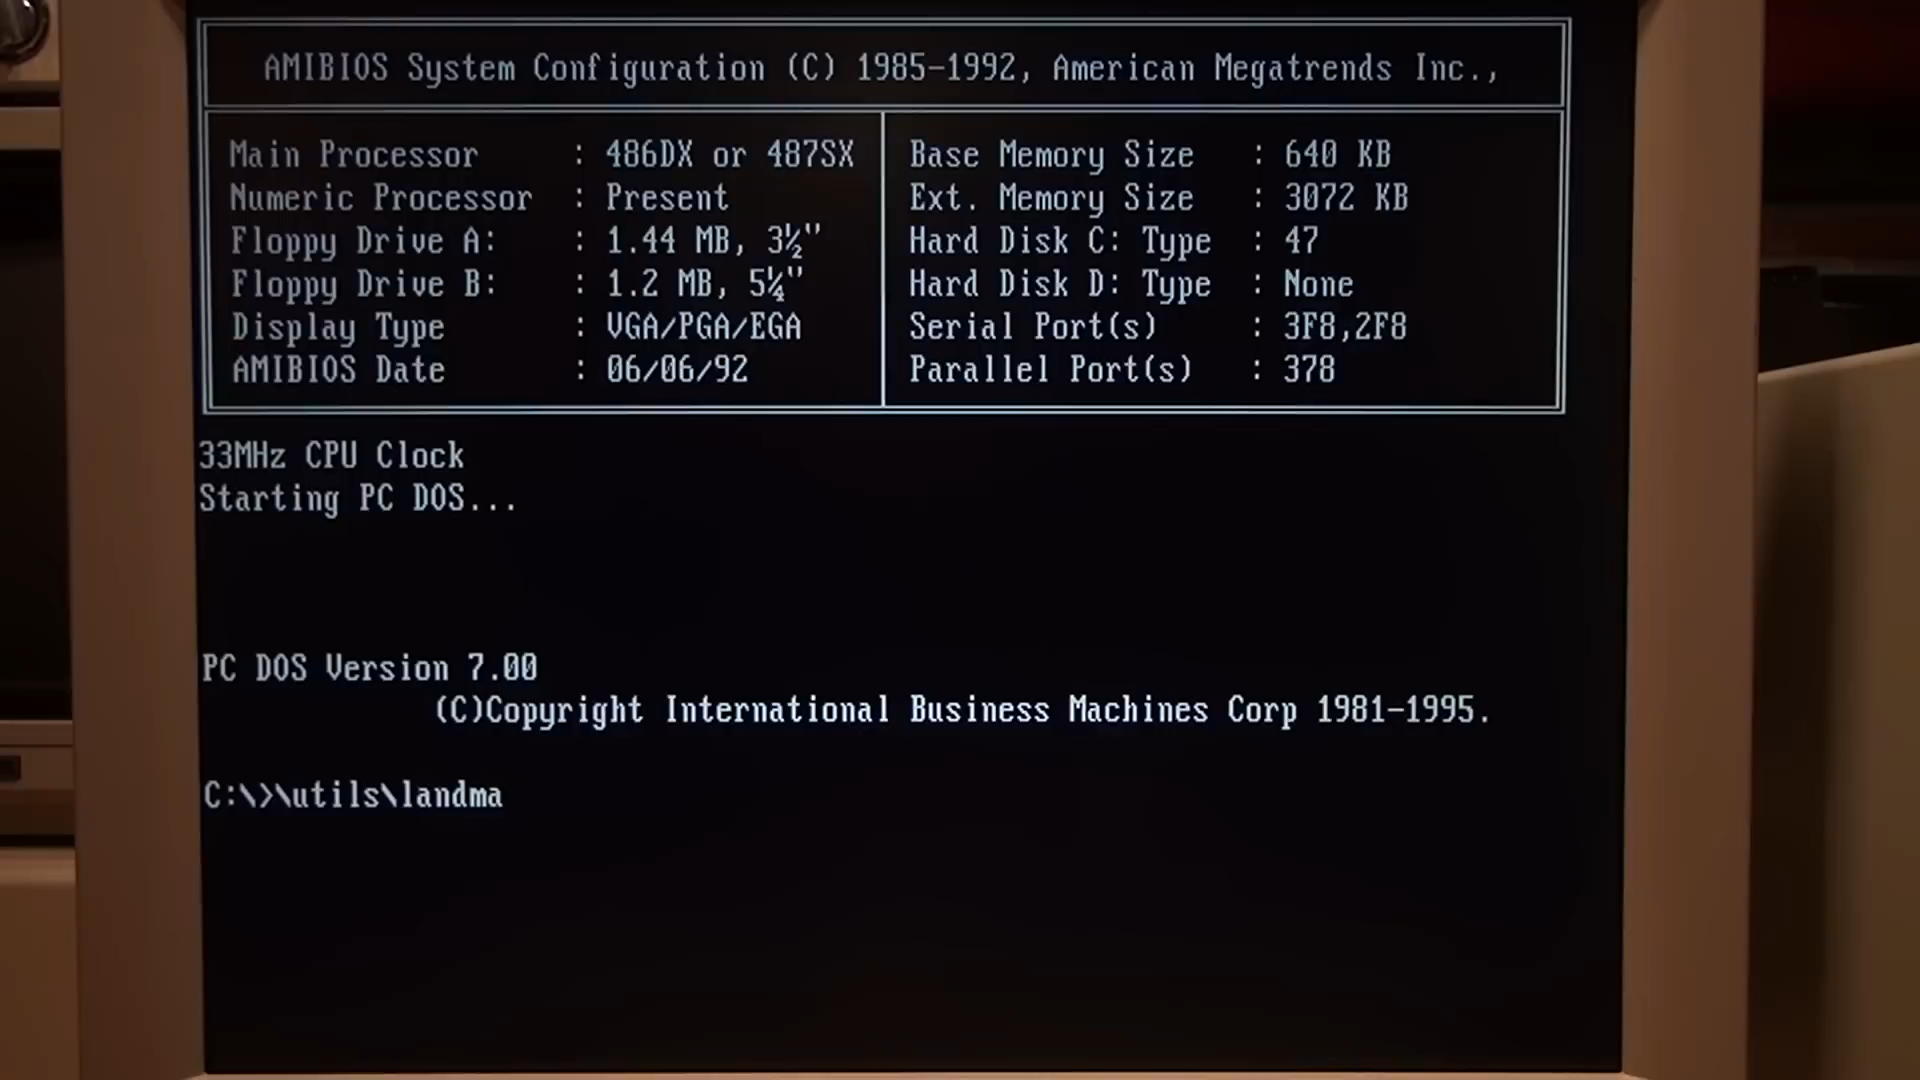 AMIBIOS System Configuration (C) 1985-1992, American Megatrends Inc.,
Main Processor : 486DX or 487SX
Numeric Processor : Present
Floppy Drive A: : 1.44 MB, 3½"
Floppy Drive B: : 1.2 MB, 5¼"
Display Type : VGA/PGA/EGA
AMIBIOS Date : 06/06/92
Base Memory Size : 640 KB
Ext. Memory Size : 3072 KB
Hard Disk C: Type : 47
Hard Disk D: Type : None
Serial Port(s) : 3F8,2F8
Parallel Port(s) : 378
33MHz CPU Clock
Starting PC DOS...
PC DOS Version 7.00
(C)Copyright International Business Machines Corp 1981-1995.
C:\>\utils\landma